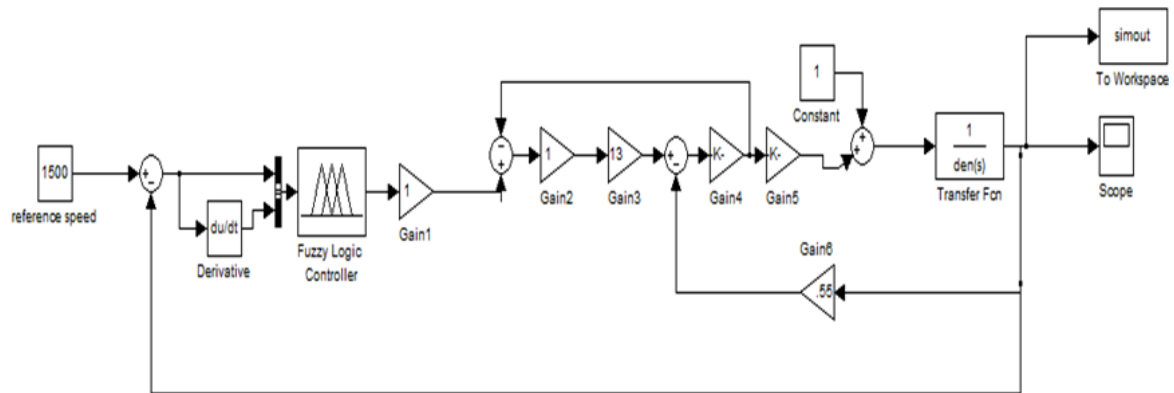 simout
To Workspace
1
Constant
1500
reference speed
du/dt
Derivative
Fuzzy Logic
Controller
1
Gain1
1
Gain2
13
Gain3
-K-
Gain4
-K-
Gain5
1
den(s)
Transfer Fcn
Scope
Gain6
.55